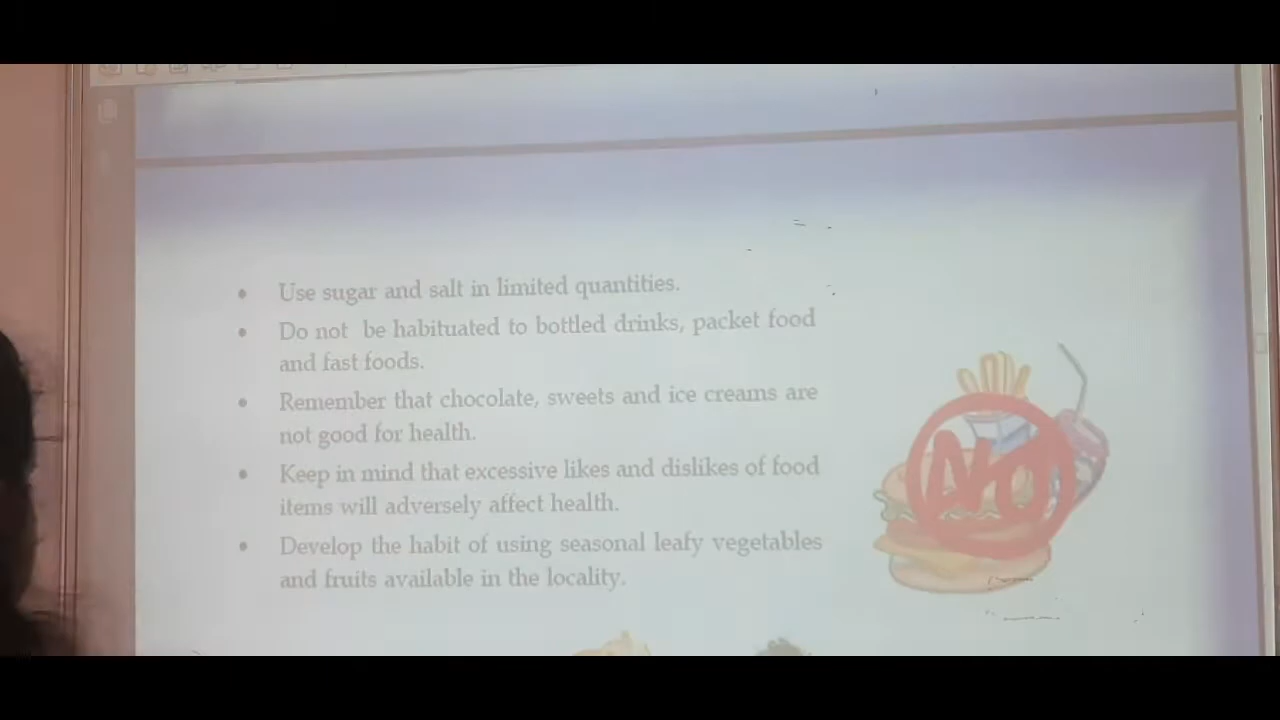 • Use sugar and salt in limited quantities.
• Do not be habituated to bottled drinks, packet food
and fast foods.
• Remember that chocolate, sweets and ice creams are
not good for health.
• Keep in mind that excessive likes and dislikes of food
items will adversely affect health.
• Develop the habit of using seasonal leafy vegetables
and fruits available in the locality.
NO